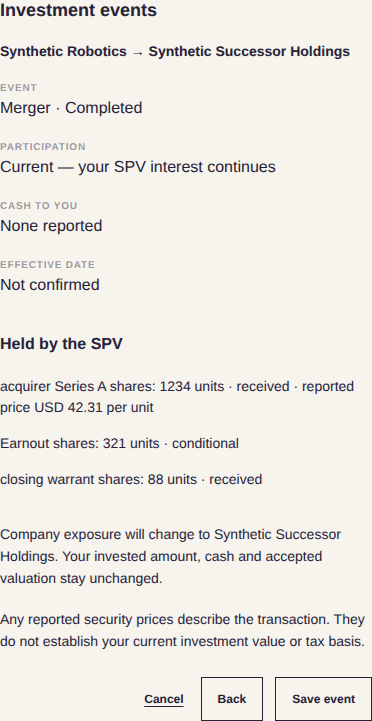 Investment events
Synthetic Robotics → Synthetic Successor Holdings
EVENT
Merger · Completed
PARTICIPATION
Current — your SPV interest continues
CASH TO YOU
None reported
EFFECTIVE DATE
Not confirmed
Held by the SPV
acquirer Series A shares: 1234 units · received · reported
price USD 42.31 per unit
Earnout shares: 321 units · conditional
closing warrant shares: 88 units · received
Company exposure will change to Synthetic Successor
Holdings. Your invested amount, cash and accepted
valuation stay unchanged.
Any reported security prices describe the transaction. They
do not establish your current investment value or tax basis.
Cancel Back Save event